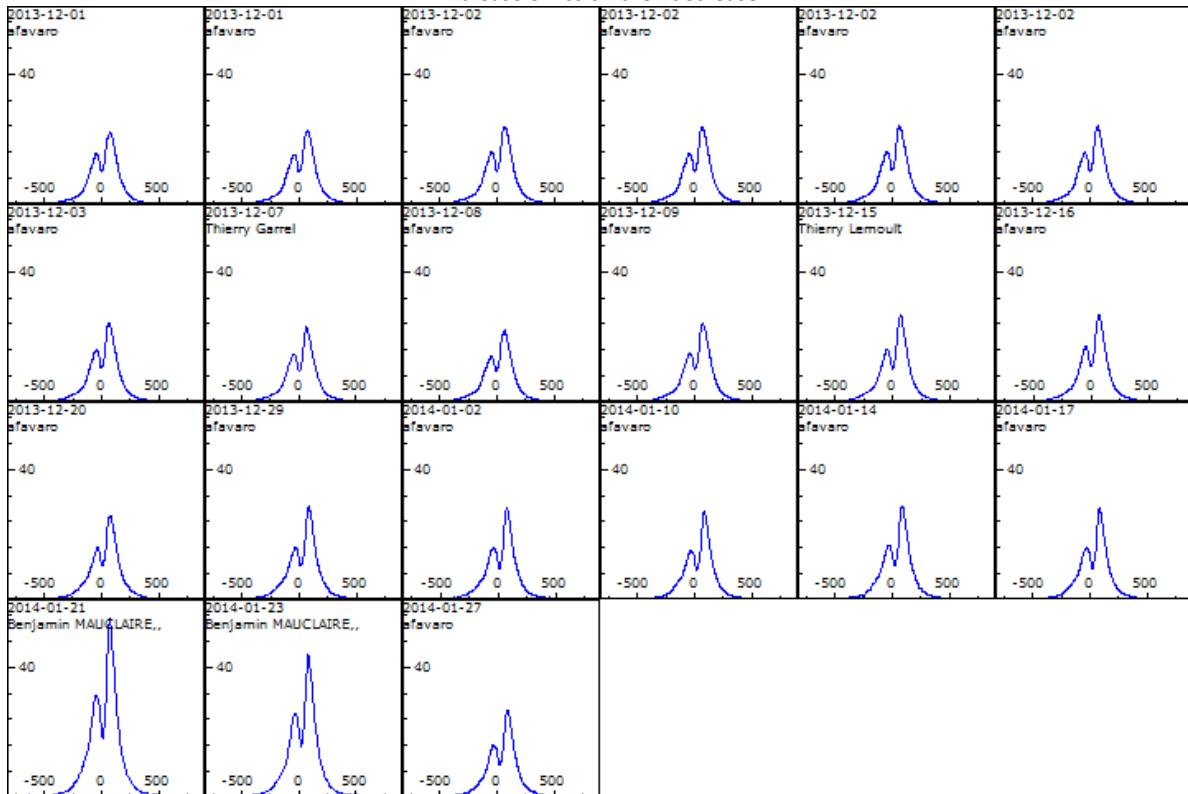 2013-12-01 2013-12-01 2013-12-02 2013-12-02 2013-12-02 2013-12-02
afavaro afavaro afavaro afavaro afavaro afavaro
40 40 40 40 40 40
-500 0 500 -500 0 500 -500 0 500 -500 0 500 -500 0 500 -500 0 500
2013-12-03 2013-12-07 2013-12-08 2013-12-09 2013-12-15 2013-12-16
afavaro Thierry Garrel afavaro afavaro Thierry Lemoult afavaro
40 40 40 40 40 40
-500 0 500 -500 0 500 -500 0 500 -500 0 500 -500 0 500 -500 0 500
2013-12-20 2013-12-29 2014-01-02 2014-01-10 2014-01-14 2014-01-17
afavaro afavaro afavaro afavaro afavaro afavaro
40 40 40 40 40 40
-500 0 500 -500 0 500 -500 0 500 -500 0 500 -500 0 500 -500 0 500
2014-01-21 2014-01-23 2014-01-27
Benjamin MAUCLAIRE,, Benjamin MAUCLAIRE,, afavaro
40 40 40
-500 0 500 -500 0 500 -500 0 500